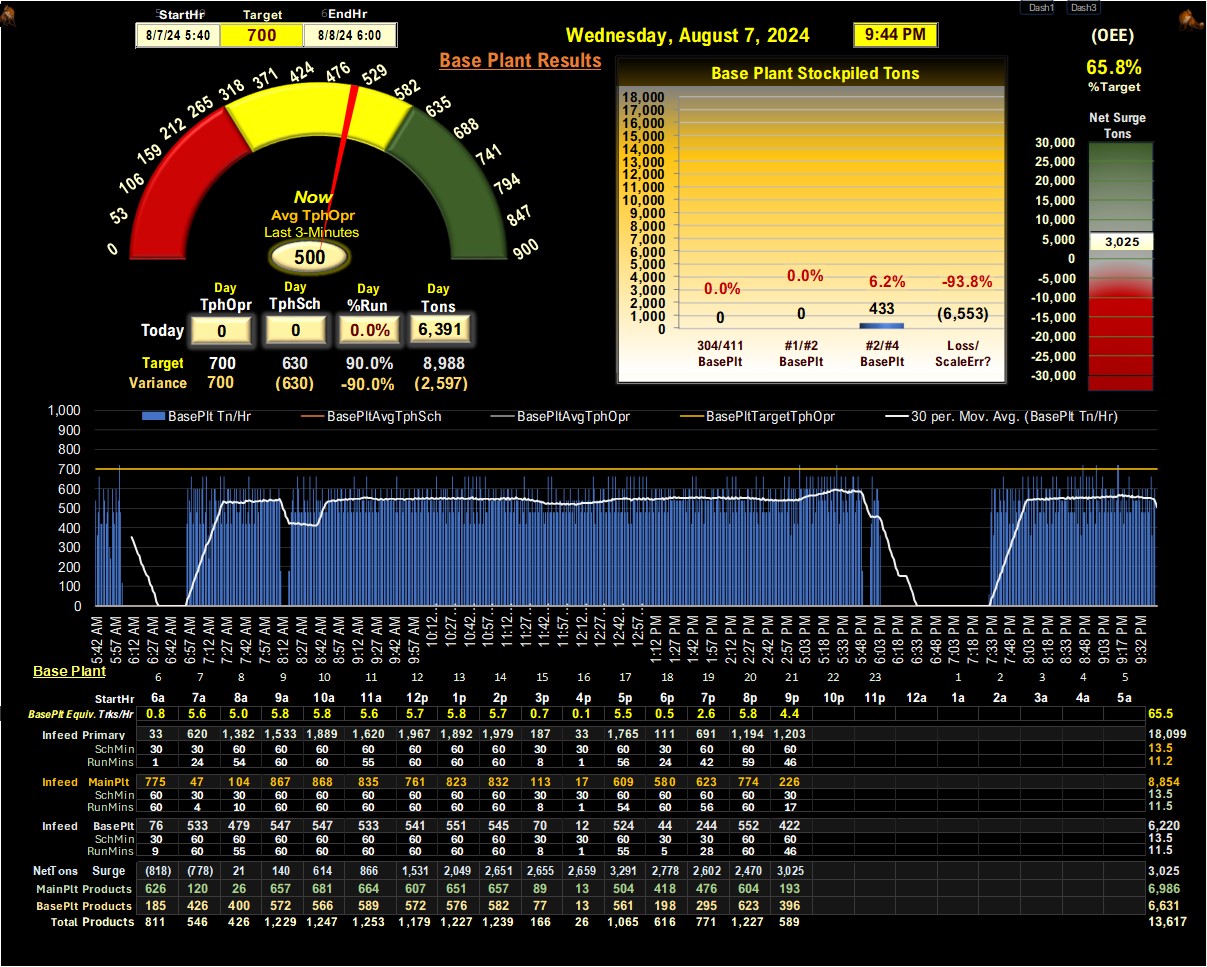 StartHr Target EndHr
8/7/24 5:40 700 8/8/24 6:00
Dash1 Dash3
Wednesday, August 7, 2024 9:44 PM
Base Plant Results
(OEE)
65.8%
%Target
0 53 106 159 212 265 318 371 424 476 529 582 635 688 741 794 847 900
Now
Avg TphOpr
Last 3-Minutes
500
Base Plant Stockpiled Tons
18,000
17,000
16,000
15,000
14,000
13,000
12,000
11,000
10,000
9,000
8,000
7,000
6,000
5,000
4,000
3,000
2,000
1,000
0
0.0% 0.0% 6.2% -93.8%
0 0 433 (6,553)
304/411 #1/#2 #2/#4 Loss/
BasePlt BasePlt BasePlt ScaleErr?
Net Surge
Tons
30,000
25,000
20,000
15,000
10,000
5,000
0
-5,000
-10,000
-15,000
-20,000
-25,000
-30,000
3,025
Day Day Day Day
TphOpr TphSch %Run Tons
Today 0 0 0.0% 6,391
Target 700 630 90.0% 8,988
Variance 700 (630) -90.0% (2,597)
BasePlt Tn/Hr BasePltAvgTphSch BasePltAvgTphOpr BasePltTargetTphOpr 30 per. Mov. Avg. (BasePlt Tn/Hr)
1,000
900
800
700
600
500
400
300
200
100
0
5:42 AM 5:57 AM 6:12 AM 6:27 AM 6:42 AM 6:57 AM 7:12 AM 7:27 AM 7:42 AM 7:57 AM 8:12 AM 8:27 AM 8:42 AM 8:57 AM 9:12 AM 9:27 AM 9:42 AM 9:57 AM 10:12... 10:27... 10:42... 10:57... 11:12... 11:27... 11:42... 11:57... 12:12... 12:27... 12:42... 12:57... 1:12 PM 1:27 PM 1:42 PM 1:57 PM 2:12 PM 2:27 PM 2:42 PM 2:62 PM 5:03 PM 5:18 PM 5:33 PM 5:48 PM 6:03 PM 6:18 PM 6:33 PM 6:48 PM 7:03 PM 7:18 PM 7:33 PM 7:48 PM 8:03 PM 8:18 PM 8:33 PM 8:48 PM 9:03 PM 9:17 PM 9:32 PM
Base Plant
6 7 8 9 10 11 12 13 14 15 16 17 18 19 20 21 22 23 1 2 3 4 5
StartHr 6a 7a 8a 9a 10a 11a 12p 1p 2p 3p 4p 5p 6p 7p 8p 9p 10p 11p 12a 1a 2a 3a 4a 5a
BasePlt Equiv. Trks/Hr 0.8 5.6 5.0 5.8 5.8 5.6 5.7 5.8 5.7 0.7 0.1 5.5 0.5 2.6 5.8 4.4 65.5
Infeed Primary 33 620 1,382 1,533 1,889 1,620 1,967 1,892 1,979 187 33 1,765 111 691 1,194 1,203 18,099
SchMin 30 30 60 60 60 60 60 60 60 30 30 60 30 60 60 60 13.5
RunMins 1 24 54 60 60 55 60 60 60 8 1 56 24 42 59 46 11.2
Infeed MainPlt 775 47 104 867 868 835 761 823 832 113 17 609 580 623 774 226 8,854
SchMin 60 30 30 60 60 60 60 60 60 30 30 60 60 60 60 30 13.5
RunMins 60 4 10 60 60 60 60 60 60 8 1 54 60 56 60 17 11.5
Infeed BasePlt 76 533 479 547 547 533 541 551 545 70 12 524 44 244 552 422 6,220
SchMin 30 60 60 60 60 60 60 60 60 30 30 60 30 30 60 60 13.5
RunMins 9 60 55 60 60 60 60 60 60 8 1 55 5 28 60 46 11.5
NetTons Surge (818) (778) 21 140 614 866 1,531 2,049 2,651 2,655 2,659 3,291 2,778 2,602 2,470 3,025 3,025
MainPlt Products 626 120 26 657 681 664 607 651 657 89 13 504 418 476 604 193 6,986
BasePlt Products 185 426 400 572 566 589 572 576 582 77 13 561 198 295 623 396 6,631
Total Products 811 546 426 1,229 1,247 1,253 1,179 1,227 1,239 166 26 1,065 616 771 1,227 589 13,617